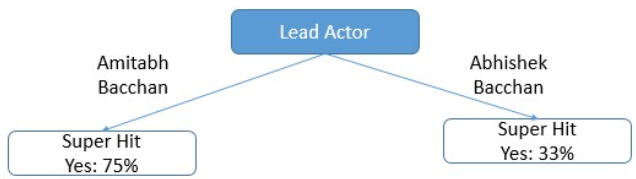 Lead Actor
Amitabh
Bacchan
Abhishek
Bacchan
Super Hit
Yes: 75%
Super Hit
Yes: 33%